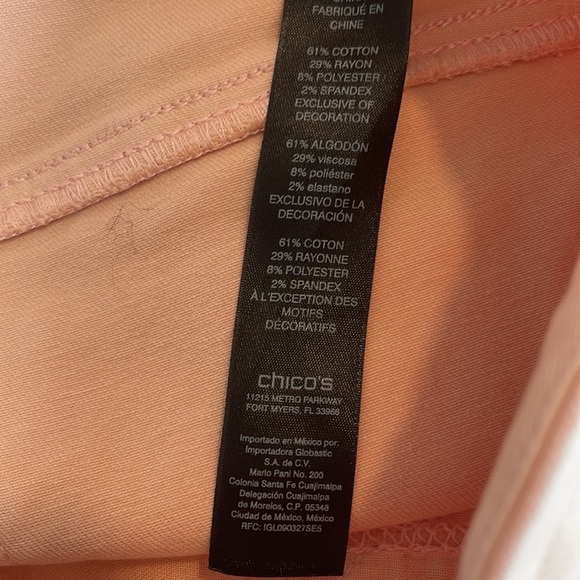 FABRIQUÉ EN
CHINE
61% COTTON
29% RAYON
8% POLYESTER
2% SPANDEX
EXCLUSIVE OF
DECORATION
61% ALGODÓN
29% viscosa
8% poliéster
2% elastano
EXCLUSIVO DE LA
DECORACIÓN
61% COTON
29% RAYONNE
8% POLYESTER
2% SPANDEX
À L'EXCEPTION DES
MOTIFS
DÉCORATIFS
chico's
11215 METRO PARKWAY
FORT MYERS, FL 33966
Importado en México por:
Importadora Globastic
S.A. de C.V.
Mario Pani No. 200
Colonia Santa Fe Cuajimalpa
Delegación Cuajimalpa
de Morelos, C.P. 05348
Ciudad de México, México
RFC: IGL090327SE5